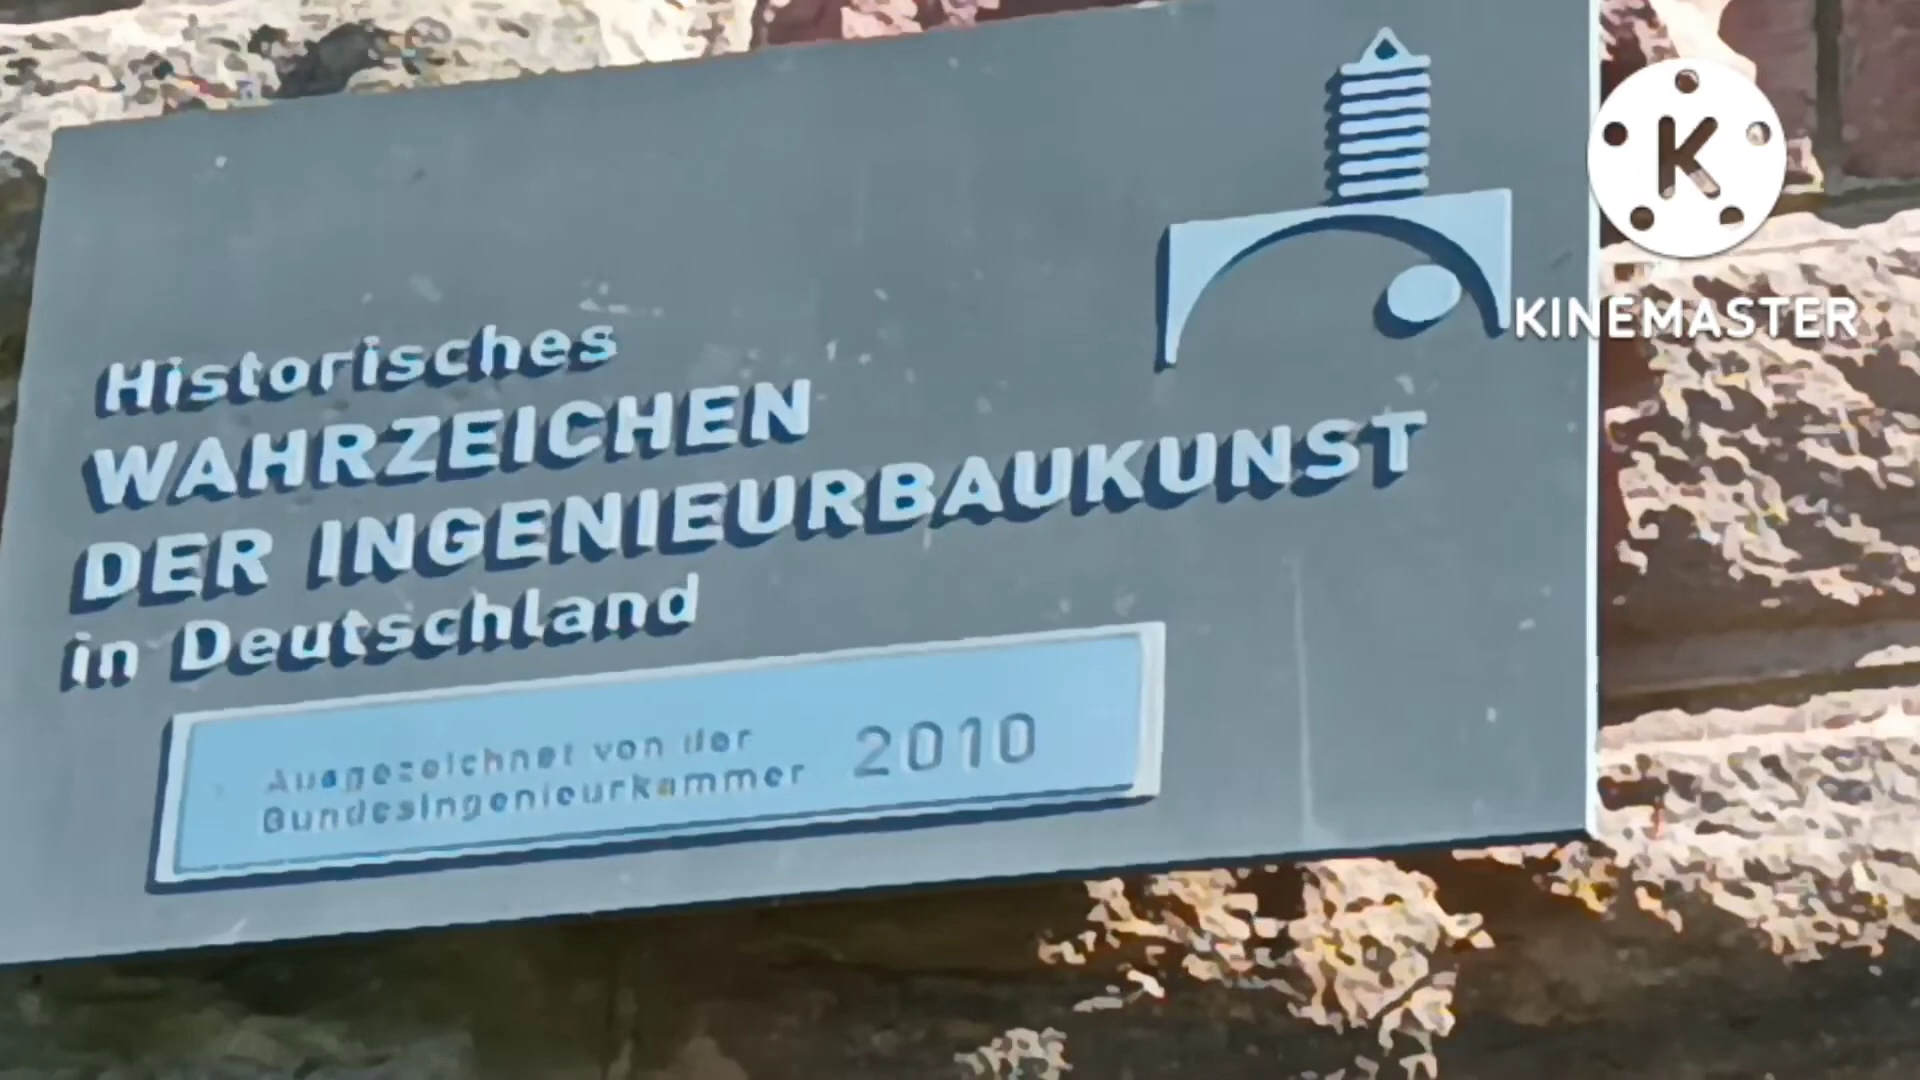 Historisches
WAHRZEICHEN
DER INGENIEURBAUKUNST
in Deutschland
Ausgezeichnet von der
Bundesingenieurkammer 2010
K
KINEMASTER